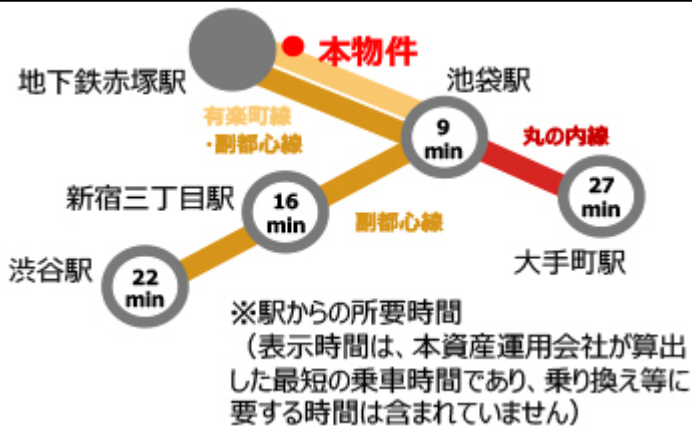 本物件
地下鉄赤塚駅
池袋駅
有楽町線
・副都心線
9
min
丸の内線
新宿三丁目駅
16
min
副都心線
27
min
渋谷駅
22
min
大手町駅
※駅からの所要時間
（表示時間は、本資産運用会社が算出
した最短の乗車時間であり、乗り換え等に
要する時間は含まれていません）